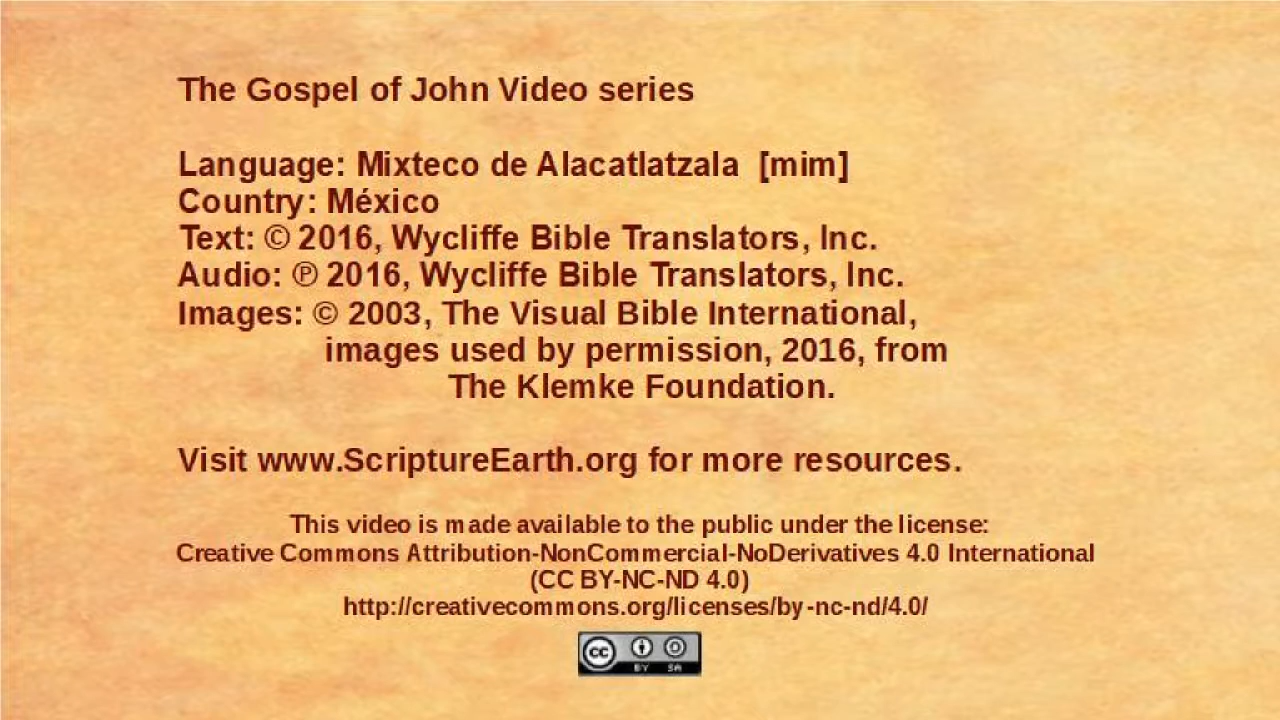 The Gospel of John Video series
Language: Mixteco de Alacatlatzala [mim]
Country: México
Text: © 2016, Wycliffe Bible Translators, Inc.
Audio: ℗ 2016, Wycliffe Bible Translators, Inc.
Images: © 2003, The Visual Bible International,
images used by permission, 2016, from
The Klemke Foundation.
Visit www.ScriptureEarth.org for more resources.
This video is made available to the public under the license:
Creative Commons Attribution-NonCommercial-NoDerivatives 4.0 International
(CC BY-NC-ND 4.0)
http://creativecommons.org/licenses/by-nc-nd/4.0/
cc BY SA